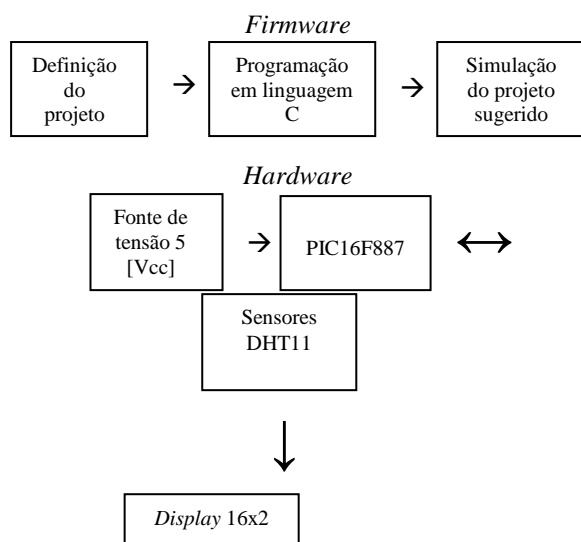 Firmware
Definição
do
projeto
Programação
em linguagem
C
Simulação
do projeto
sugerido
Hardware
Fonte de
tensão 5
[Vcc]
PIC16F887
Sensores
DHT11
Display 16x2